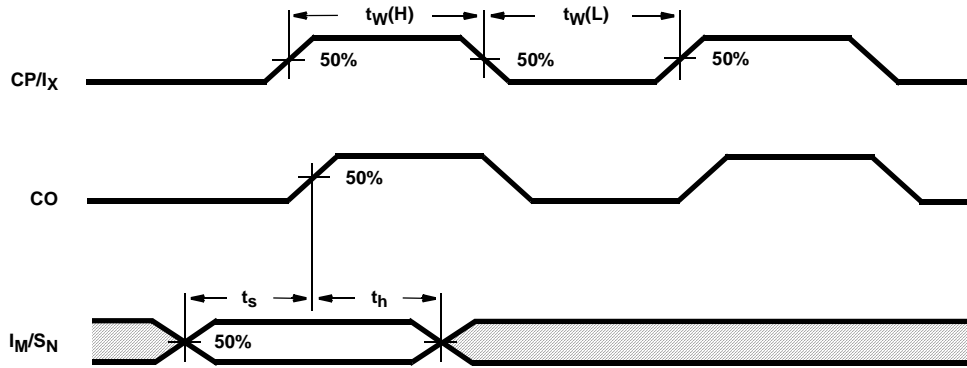 tW(H) tW(L)
CP/IX 50% 50% 50%
CO 50%
ts th
IM/SN 50%